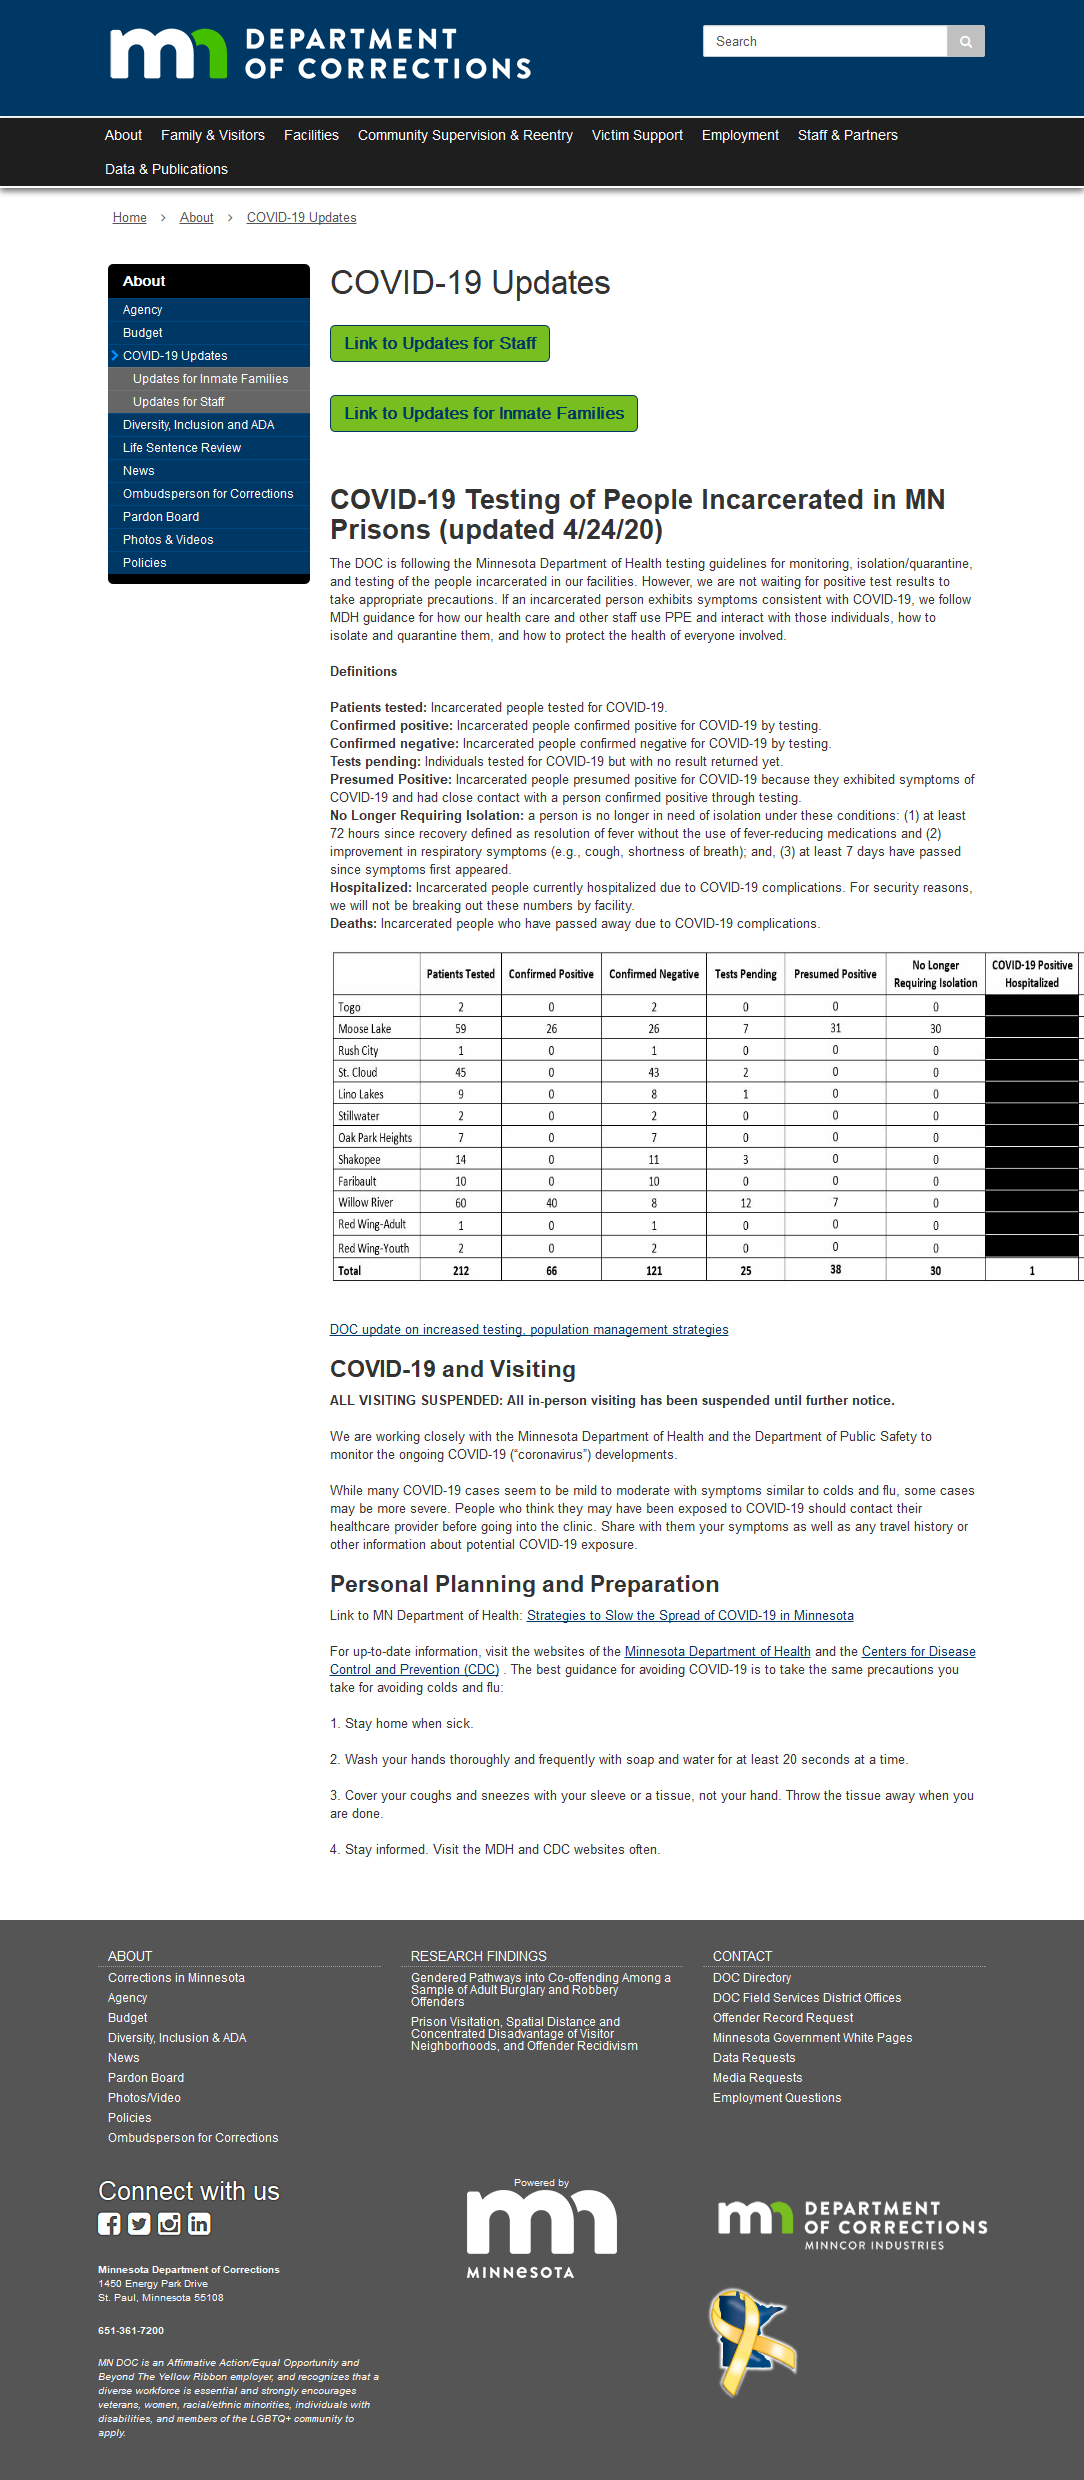 mn DEPARTMENT
OF CORRECTIONS
Search
About Family & Visitors Facilities Community Supervision & Reentry Victim Support Employment Staff & Partners
Data & Publications
Home > About > COVID-19 Updates
About
Agency
Budget
COVID-19 Updates
Updates for Inmate Families
Updates for Staff
Diversity, Inclusion and ADA
Life Sentence Review
News
Ombudsperson for Corrections
Pardon Board
Photos & Videos
Policies
COVID-19 Updates
Link to Updates for Staff
Link to Updates for Inmate Families
COVID-19 Testing of People Incarcerated in MN
Prisons (updated 4/24/20)
The DOC is following the Minnesota Department of Health testing guidelines for monitoring, isolation/quarantine,
and testing of the people incarcerated in our facilities. However, we are not waiting for positive test results to
take appropriate precautions. If an incarcerated person exhibits symptoms consistent with COVID-19, we follow
MDH guidance for how our health care and other staff use PPE and interact with those individuals, how to
isolate and quarantine them, and how to protect the health of everyone involved.
Definitions
Patients tested: Incarcerated people tested for COVID-19.
Confirmed positive: Incarcerated people confirmed positive for COVID-19 by testing.
Confirmed negative: Incarcerated people confirmed negative for COVID-19 by testing.
Tests pending: Individuals tested for COVID-19 but with no result returned yet.
Presumed Positive: Incarcerated people presumed positive for COVID-19 because they exhibited symptoms of
COVID-19 and had close contact with a person confirmed positive through testing.
No Longer Requiring Isolation: a person is no longer in need of isolation under these conditions: (1) at least
72 hours since recovery defined as resolution of fever without the use of fever-reducing medications and (2)
improvement in respiratory symptoms (e.g., cough, shortness of breath); and, (3) at least 7 days have passed
since symptoms first appeared.
Hospitalized: Incarcerated people currently hospitalized due to COVID-19 complications. For security reasons,
we will not be breaking out these numbers by facility.
Deaths: Incarcerated people who have passed away due to COVID-19 complications.
Patients Tested Confirmed Positive Confirmed Negative Tests Pending Presumed Positive No Longer Requiring Isolation COVID-19 Positive Hospitalized
Togo 2 0 2 0 0 0
Moose Lake 59 26 26 7 31 30
Rush City 1 0 1 0 0 0
St. Cloud 45 0 43 2 0 0
Lino Lakes 9 0 8 1 0 0
Stillwater 2 0 2 0 0 0
Oak Park Heights 7 0 7 0 0 0
Shakopee 14 0 11 3 0 0
Faribault 10 0 10 0 0 0
Willow River 60 40 8 12 7 0
Red Wing-Adult 1 0 1 0 0 0
Red Wing-Youth 2 0 2 0 0 0
Total 212 66 121 25 38 30 1
DOC update on increased testing, population management strategies
COVID-19 and Visiting
ALL VISITING SUSPENDED: All in-person visiting has been suspended until further notice.
We are working closely with the Minnesota Department of Health and the Department of Public Safety to
monitor the ongoing COVID-19 (“coronavirus”) developments.
While many COVID-19 cases seem to be mild to moderate with symptoms similar to colds and flu, some cases
may be more severe. People who think they may have been exposed to COVID-19 should contact their
healthcare provider before going into the clinic. Share with them your symptoms as well as any travel history or
other information about potential COVID-19 exposure.
Personal Planning and Preparation
Link to MN Department of Health: Strategies to Slow the Spread of COVID-19 in Minnesota
For up-to-date information, visit the websites of the Minnesota Department of Health and the Centers for Disease
Control and Prevention (CDC) . The best guidance for avoiding COVID-19 is to take the same precautions you
take for avoiding colds and flu:
1. Stay home when sick.
2. Wash your hands thoroughly and frequently with soap and water for at least 20 seconds at a time.
3. Cover your coughs and sneezes with your sleeve or a tissue, not your hand. Throw the tissue away when you
are done.
4. Stay informed. Visit the MDH and CDC websites often.
ABOUT
Corrections in Minnesota
Agency
Budget
Diversity, Inclusion & ADA
News
Pardon Board
Photos/Video
Policies
Ombudsperson for Corrections
RESEARCH FINDINGS
Gendered Pathways into Co-offending Among a
Sample of Adult Burglary and Robbery
Offenders
Prison Visitation, Spatial Distance and
Concentrated Disadvantage of Visitor
Neighborhoods, and Offender Recidivism
CONTACT
DOC Directory
DOC Field Services District Offices
Offender Record Request
Minnesota Government White Pages
Data Requests
Media Requests
Employment Questions
Connect with us
Minnesota Department of Corrections
1450 Energy Park Drive
St. Paul, Minnesota 55108
651-361-7200
MN DOC is an Affirmative Action/Equal Opportunity and
Beyond The Yellow Ribbon employer, and recognizes that a
diverse workforce is essential and strongly encourages
veterans, women, racial/ethnic minorities, individuals with
disabilities, and members of the LGBTQ+ community to
apply.
Powered by
mn
MINNESOTA
mn DEPARTMENT
OF CORRECTIONS
MINNCOR INDUSTRIES